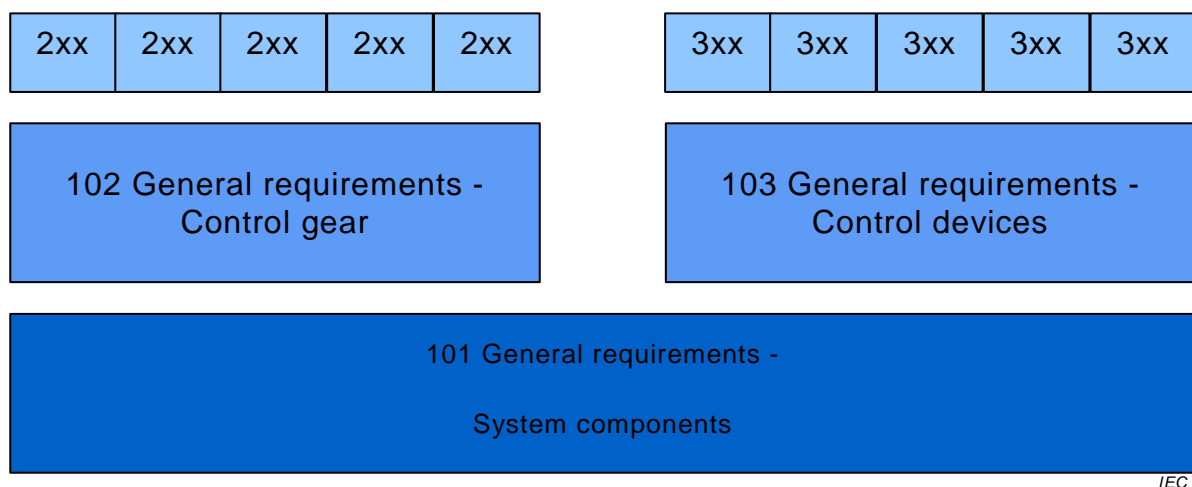 2xx 2xx 2xx 2xx 2xx 3xx 3xx 3xx 3xx 3xx
102 General requirements -
Control gear
103 General requirements -
Control devices
101 General requirements -
System components
IEC